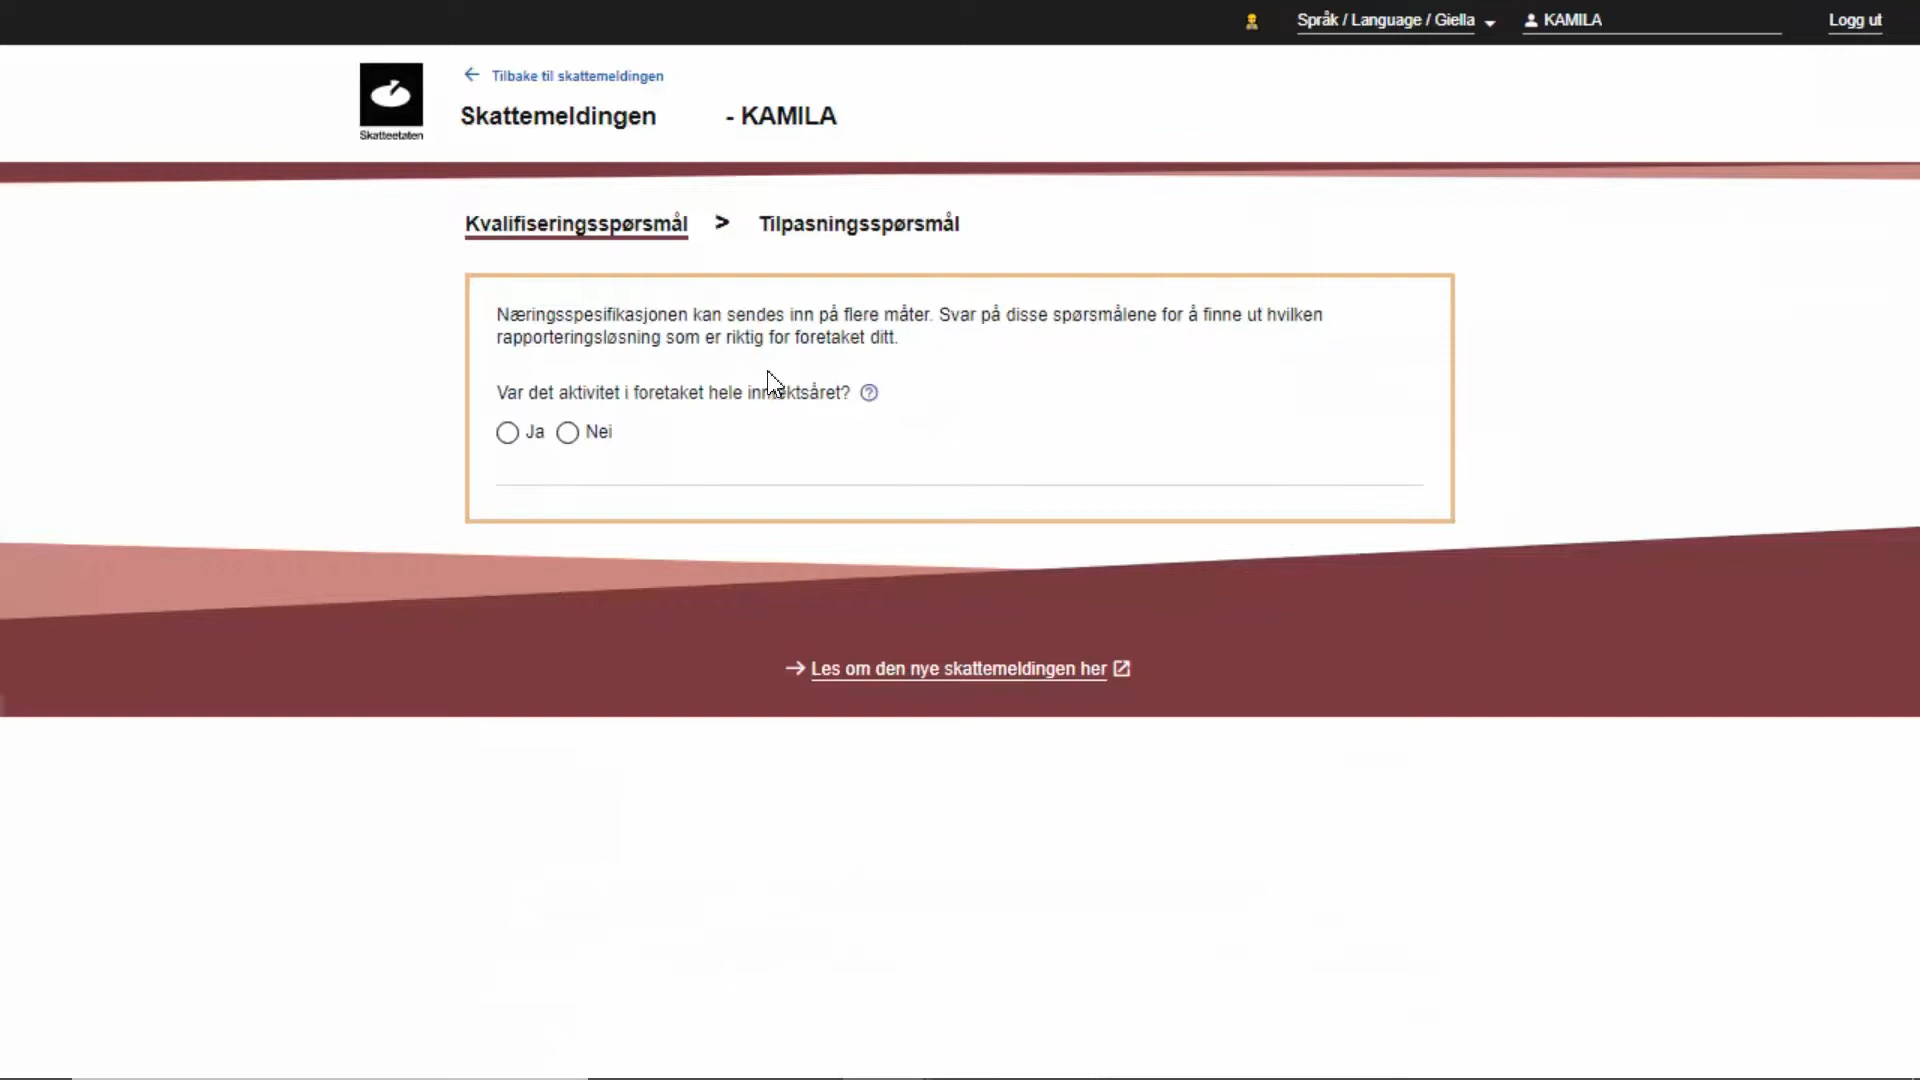 Språk / Language / Giella
KAMILA
Logg ut
Skatteetaten
Tilbake til skattemeldingen
Skattemeldingen - KAMILA
Kvalifiseringsspørsmål > Tilpasningsspørsmål
Næringsspesifikasjonen kan sendes inn på flere måter. Svar på disse spørsmålene for å finne ut hvilken
rapporteringsløsning som er riktig for foretaket ditt.
Var det aktivitet i foretaket hele inntektsåret?
Ja Nei
Les om den nye skattemeldingen her